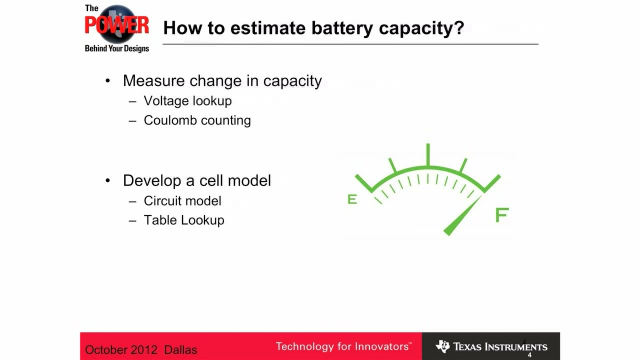 The
POWER
Behind Your Designs
How to estimate battery capacity?
• Measure change in capacity
– Voltage lookup
– Coulomb counting
• Develop a cell model
– Circuit model
– Table Lookup
E
F
October 2012 Dallas
Technology for Innovators™
TEXAS INSTRUMENTS
4